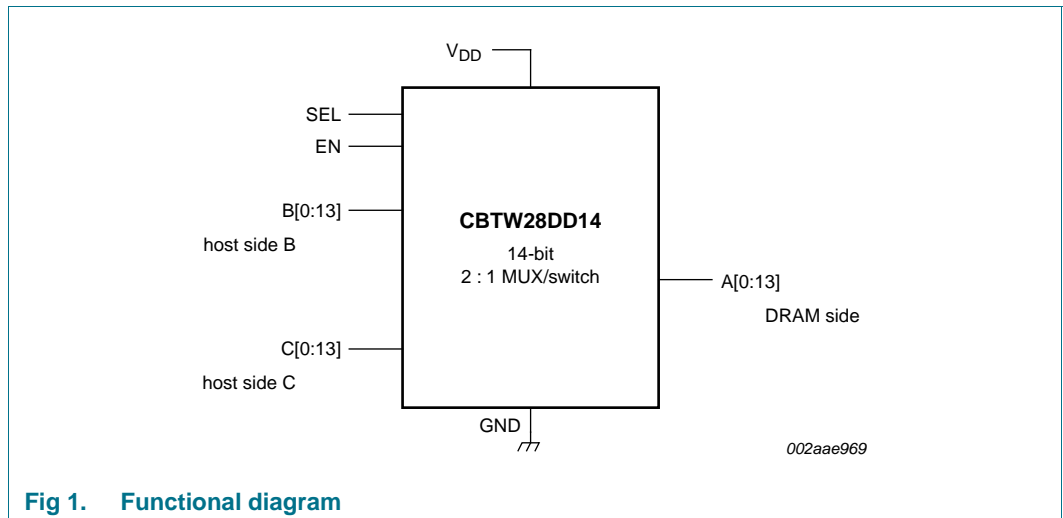 VDD
SEL
EN
B[0:13]
host side B
CBTW28DD14
14-bit
2 : 1 MUX/switch
A[0:13]
DRAM side
C[0:13]
host side C
GND
002aae969
Fig 1. Functional diagram